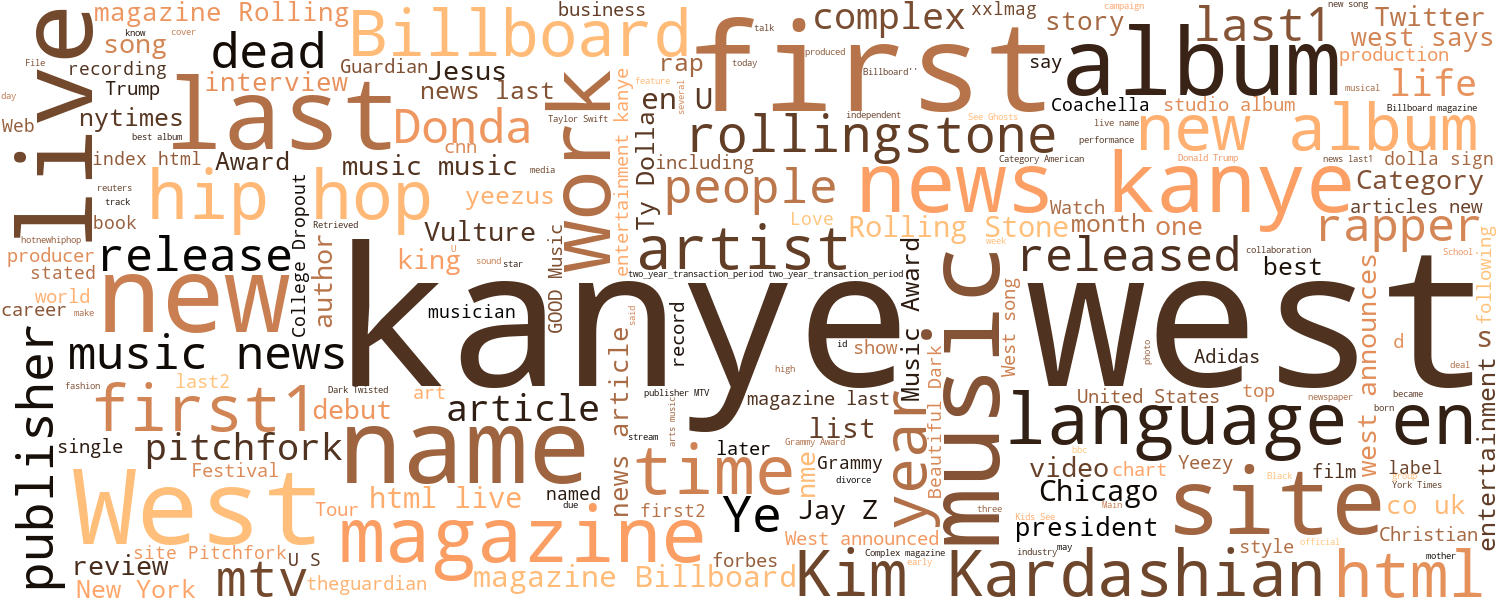 magazine Rolling
know
cover
song
File
recording
Trump
day
Web
nytimes
best album
live
dead
interview
last
index html
Award
reuters
track
book
hip hop
business
Billboard
Guardian
Jesus
news last
Donda
cnn
music music
media
yeezus
College Dropout
Retrieved
Vulture
hotnewhiphop
producer
stated
release
king
U
sound
star
author
world
career
make
new
musician
GOOD Music
work
Taylor Swift
entertainment kanye
feature
several
rap
talk
today
produced
first
complex
xxlmag
Billboard''
say
story
campaign
last1
new song
Twitter
west says
production
album
life
musical
en U
Coachella
studio album
Billboard magazine
independent
See Ghosts
live name
performance
new album
rollingstone
Ty Dolla
including
people
Category American
Donald Trump
news last1
dolla sign
news kanye
Category
Love
Rolling Stone
Watch
month
one
articles new
rapper
artist
week
released
collaboration
best
School
following
two_year_transaction_period two_year_transaction_period
kanye west
music news
said
record
id
show
Music Award
music
West song
photo
Adidas
west announces
d
s
deal
publisher
fashion
last2
Dark Twisted
art
first1
debut
article
news article
publisher MTV
high
arts music
magazine last
year
Beautiful Dark
United States
top
newspaper
born
became
single
pitchfork
name
stream
Grammy Award
list
later
language en
entertainment
Festival
time
nme
Grammy
divorce
bbc
video
chart
Yeezy
Black
film
label
group
York Times
West
Tour
html live
named
due
first2
Ye
Jay Z
three
Chicago
Kids See
Main
president
site
co uk
Christian
review
site Pitchfork
U S
magazine
West announced
Complex magazine
early
industry
may
style
official
mother
New York
mtv
theguardian
magazine Billboard
forbes
Kim Kardashian
html